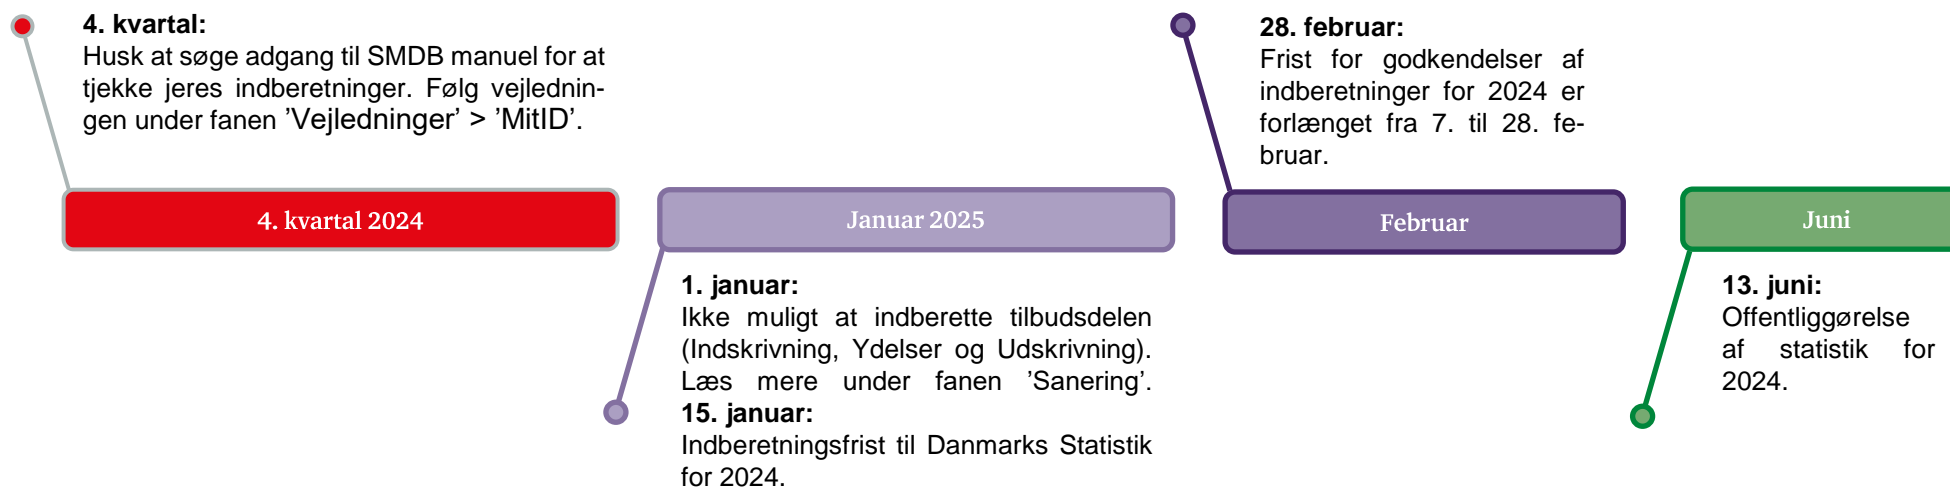 4. kvartal:
Husk at søge adgang til SMDB manuel for at
tjekke jeres indberetninger. Følg vejlednin-
gen under fanen ’Vejledninger’ > ’MitID’.
28. februar:
Frist for godkendelser af
indberetninger for 2024 er
forlænget fra 7. til 28. fe-
bruar.
4. kvartal 2024
Januar 2025
Februar
Juni
1. januar:
Ikke muligt at indberette tilbudsdelen
(Indskrivning, Ydelser og Udskrivning).
Læs mere under fanen ’Sanering’.
15. januar:
Indberetningsfrist til Danmarks Statistik
for 2024.
13. juni:
Offentliggørelse
af statistik for
2024.